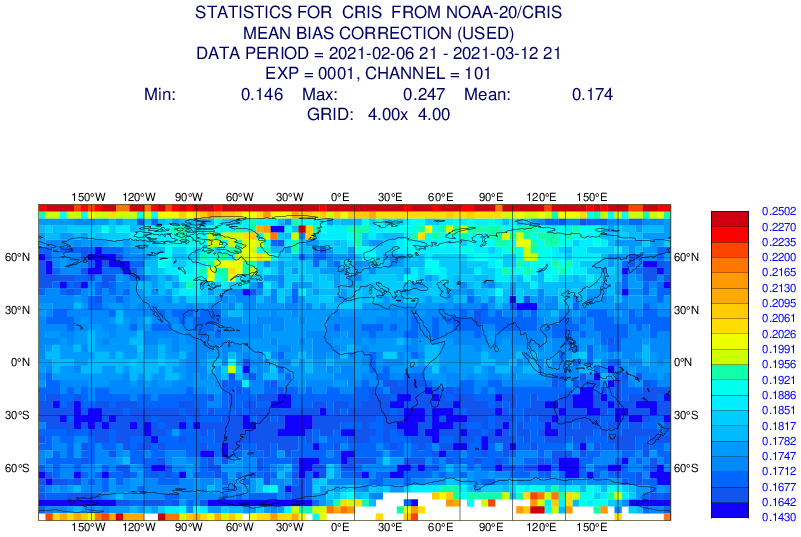 STATISTICS FOR CRIS FROM NOAA-20/CRIS
MEAN BIAS CORRECTION (USED)
DATA PERIOD = 2021-02-06 21 - 2021-03-12 21
EXP = 0001, CHANNEL = 101
Min: 0.146 Max: 0.247 Mean: 0.174
GRID: 4.00x 4.00
150°W 120°W 90°W 60°W 30°W 0°E 30°E 60°E 90°E 120°E 150°E
0.2502
0.2270
0.2235
0.2200
0.2165
0.2130
0.2095
0.2061
0.2026
0.1991
0.1956
0.1921
0.1886
0.1851
0.1817
0.1782
0.1747
0.1712
0.1677
0.1642
0.1430
60°N 60°N
30°N 30°N
0°N 0°N
30°S 30°S
60°S 60°S
150°W 120°W 90°W 60°W 30°W 0°E 30°E 60°E 90°E 120°E 150°E